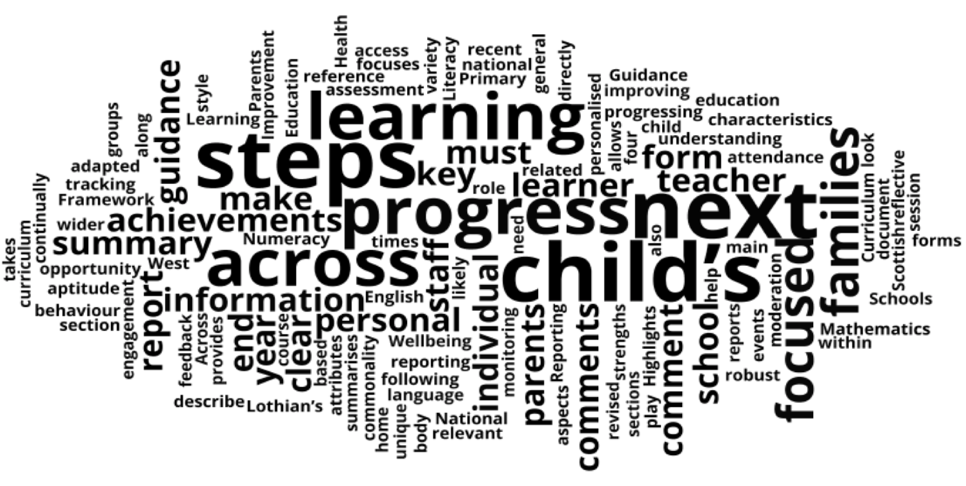 Health
access
focuses
variety
Literacy
recent
national
Primary
general
directly
Parents
Improvement
Education
reference
assessment
guidance
style
Learning
learning
personalised
Guidance
improving
education
progressing
characteristics
child
understanding
allows
four
groups
along
adapted
tracking
Framework
steps
must
key
role
related
learner
form
attendance
teacher
families
look
Curriculum
document
Scottish
reflective
session
forms
continually
takes
curriculum
wider
achievements
make
progress
next
summary
Numeracy
times
need
also
main
opportunity
West
across
staff
likely
child's
help
aptitude
information
English
individual
focused
moderation
Schools
behaviour
section
engagement
report
feedback
Across
provides
end
year
courses
clear
personal
based
attributes
summarises
commonality
Wellbeing
reporting
following
language
monitoring
parents
Reporting
aspects
comments
strengths
revised
sections
Highlights
play
comment
school
reports
events
robust
Mathematics
within
describe
Lothian's
home
unique
body
National
relevant